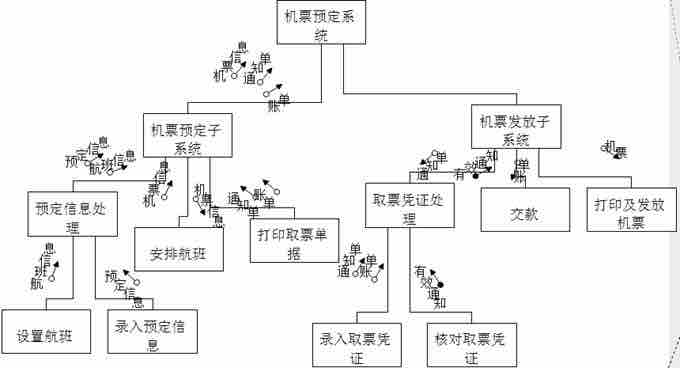 机票预定系
统
机票信息
通知单
账单
机票预定子
系统
机票发放子
系统
预定信息
航班信息
机票信息
机票信息
通知单
账单
通知单
有效通知
账单
机票
预定信息处
理
安排航班
打印取票单
据
取票凭证处
理
交款
打印及发放
机票
航班信息
预定信息
通知单
账单
有效通知
设置航班
录入预定信
息
录入取票凭
证
核对取票凭
证